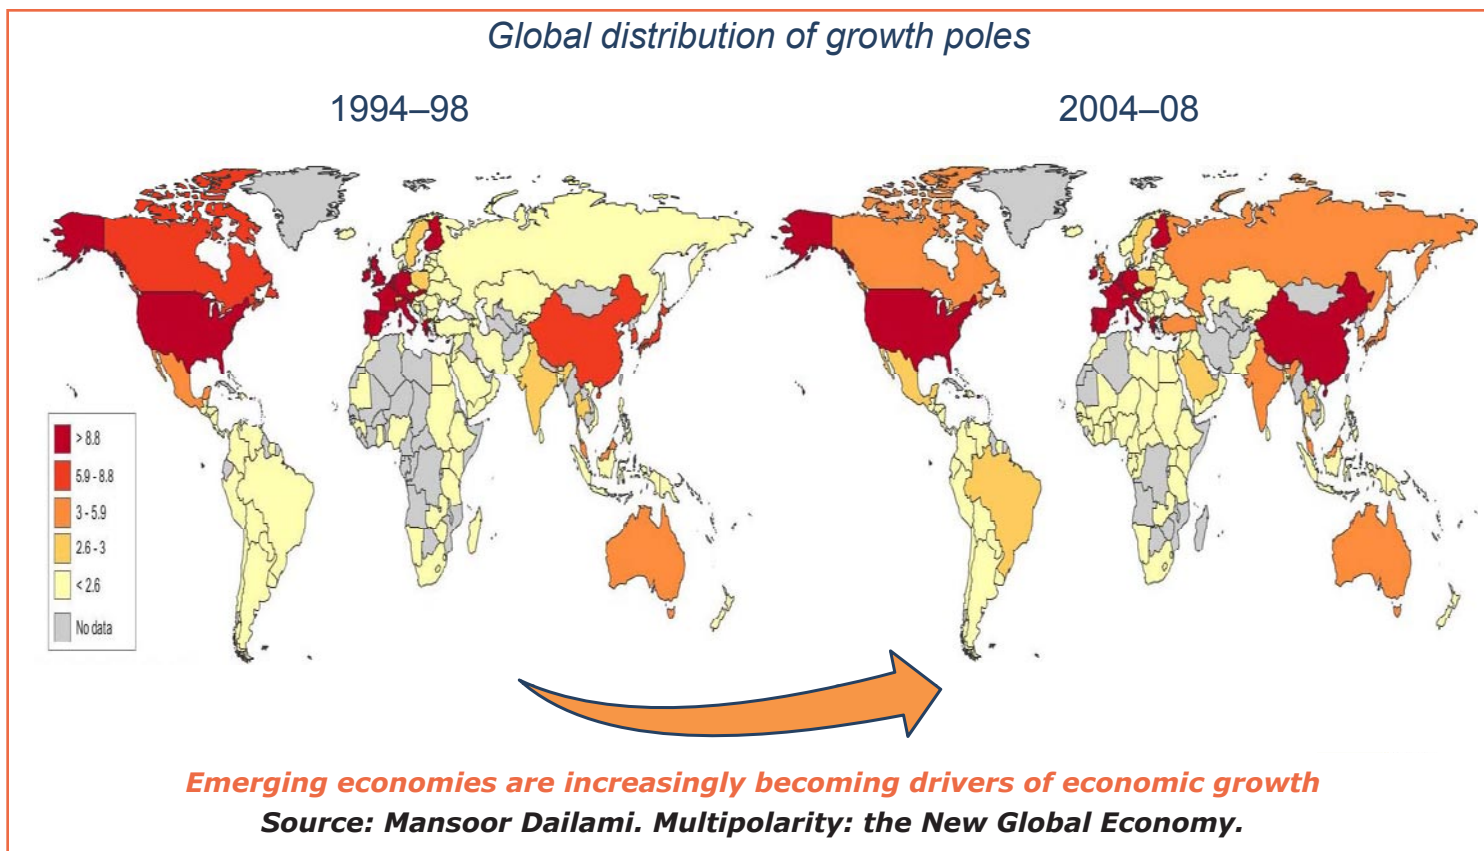 Global distribution of growth poles
1994–98
2004–08
> 8.8
5.9 - 8.8
3 - 5.9
2.6 - 3
< 2.6
No data
Emerging economies are increasingly becoming drivers of economic growth
Source: Mansoor Dailami. Multipolarity: the New Global Economy.